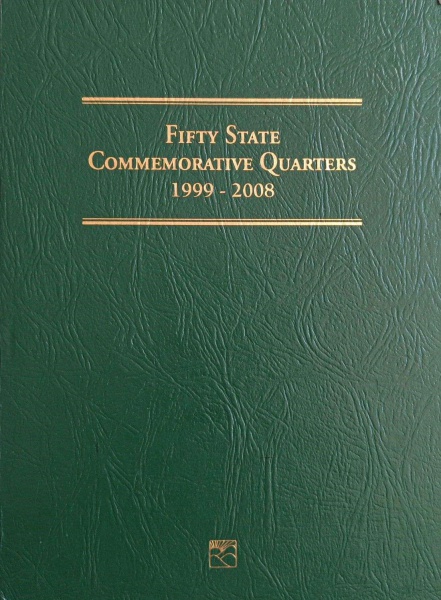 Fifty State
Commemorative Quarters
1999 - 2008